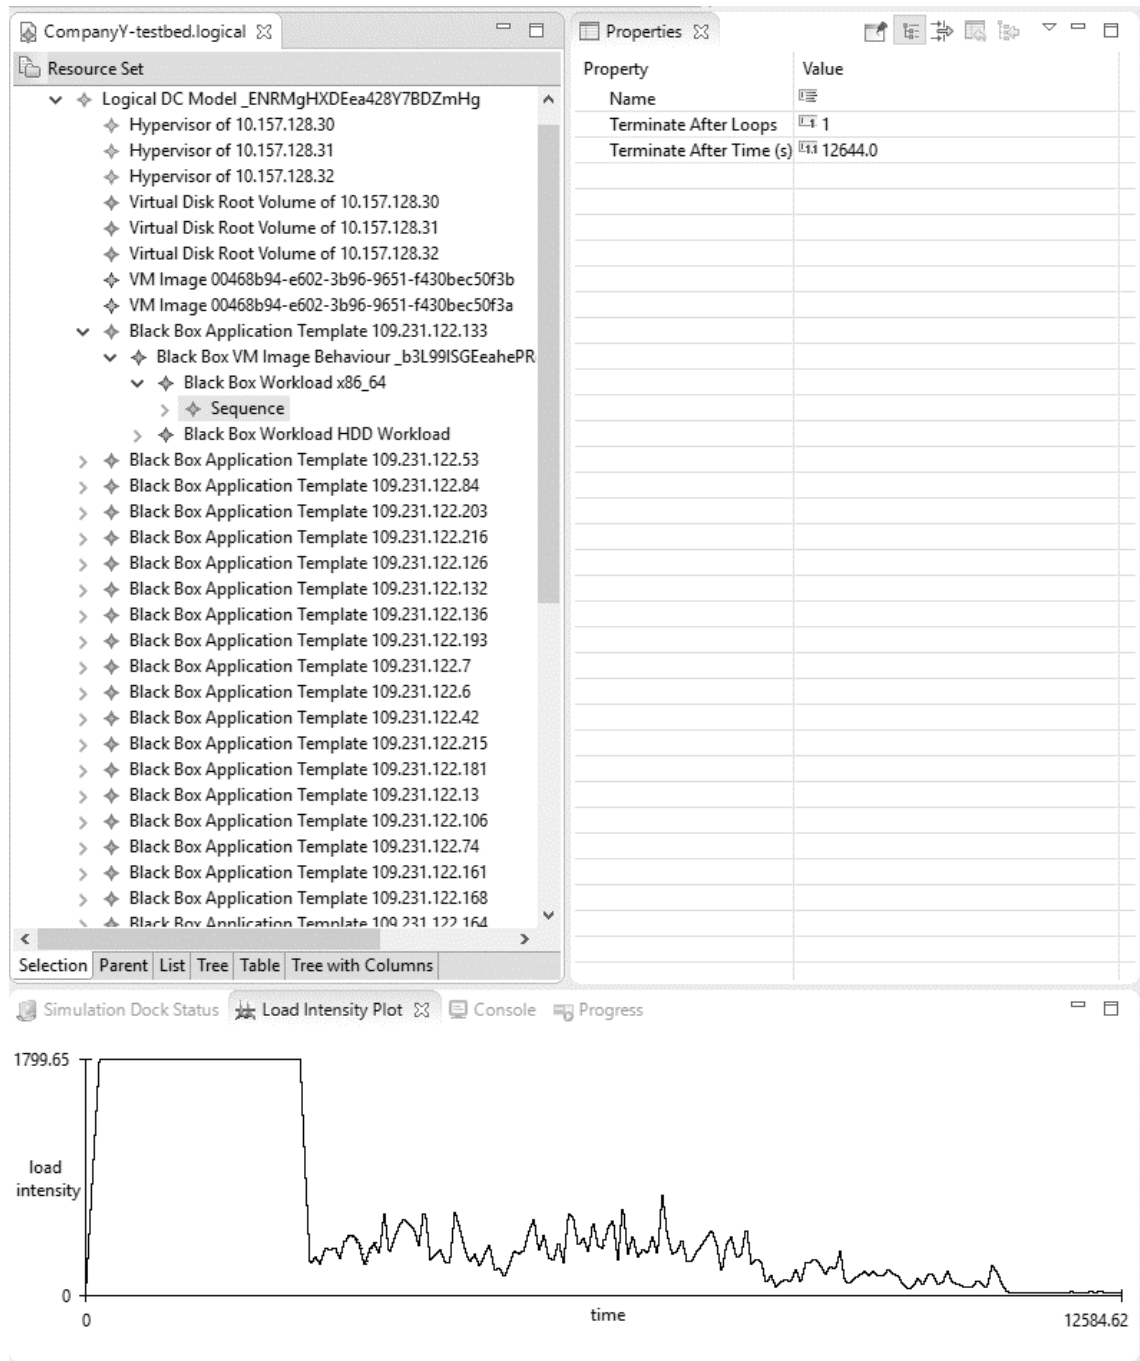 CompanyY-testbed.logical
Resource Set
Logical DC Model _ENRMgHXDEea428Y7BDZmHg
Hypervisor of 10.157.128.30
Hypervisor of 10.157.128.31
Hypervisor of 10.157.128.32
Virtual Disk Root Volume of 10.157.128.30
Virtual Disk Root Volume of 10.157.128.31
Virtual Disk Root Volume of 10.157.128.32
VM Image 00468b94-e602-3b96-9651-f430bec50f3b
VM Image 00468b94-e602-3b96-9651-f430bec50f3a
Black Box Application Template 109.231.122.133
Black Box VM Image Behaviour _b3L99ISGEeahePR
Black Box Workload x86_64
Sequence
Black Box Workload HDD Workload
Black Box Application Template 109.231.122.53
Black Box Application Template 109.231.122.84
Black Box Application Template 109.231.122.203
Black Box Application Template 109.231.122.216
Black Box Application Template 109.231.122.126
Black Box Application Template 109.231.122.132
Black Box Application Template 109.231.122.136
Black Box Application Template 109.231.122.193
Black Box Application Template 109.231.122.7
Black Box Application Template 109.231.122.6
Black Box Application Template 109.231.122.42
Black Box Application Template 109.231.122.215
Black Box Application Template 109.231.122.181
Black Box Application Template 109.231.122.13
Black Box Application Template 109.231.122.106
Black Box Application Template 109.231.122.74
Black Box Application Template 109.231.122.161
Black Box Application Template 109.231.122.168
Black Box Application Template 109.231.122.164
Selection Parent List Tree Table Tree with Columns
Properties
Property Value
Name
Terminate After Loops 1
Terminate After Time (s) 12644.0
Simulation Dock Status Load Intensity Plot Console Progress
1799.65
load
intensity
0
0 time 12584.62